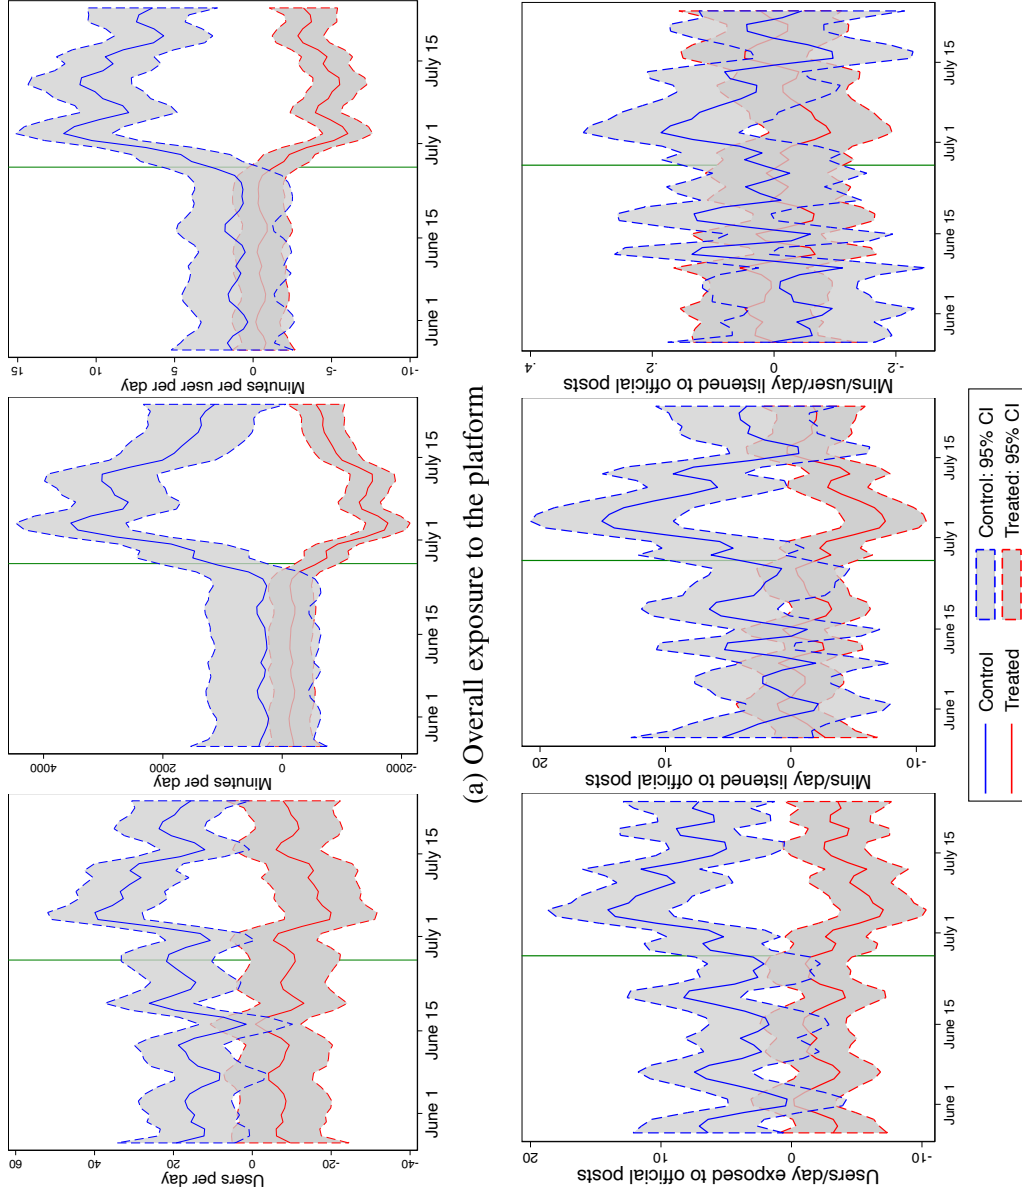 Users per day
60
40
20
0
-20
-40
June 1
June 15
July 1
July 15
Minutes per day
4000
2000
0
-2000
June 1
June 15
July 1
July 15
Minutes per user per day
15
10
5
0
-5
-10
June 1
June 15
July 1
July 15
(a) Overall exposure to the platform
Users/day exposed to official posts
20
10
0
-10
June 1
June 15
July 1
July 15
Mins/day listened to official posts
20
10
0
-10
June 1
June 15
July 1
July 15
Mins/user/day listened to official posts
.4
.2
0
-.2
June 1
June 15
July 1
July 15
Control
Control: 95% CI
Treated
Treated: 95% CI